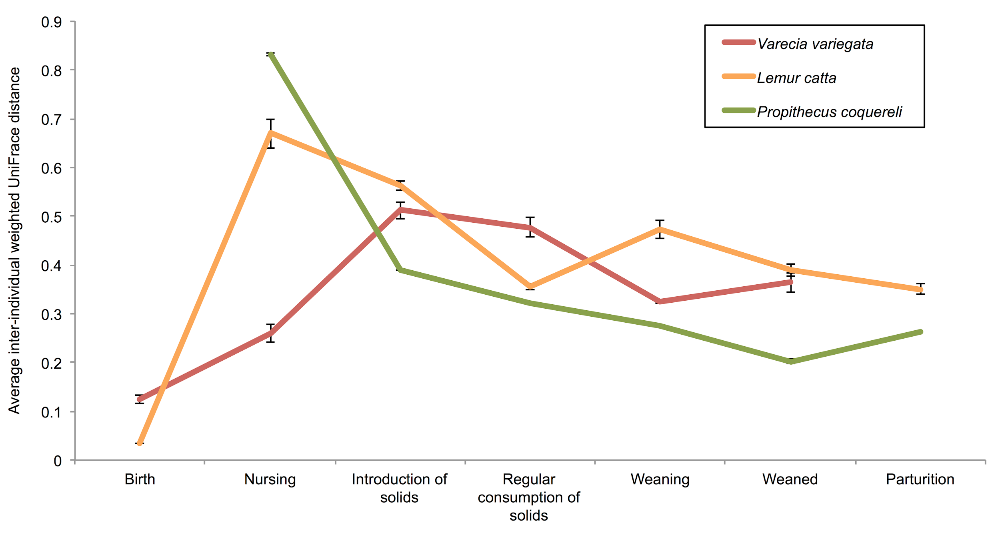 Average inter-individual weighted UniFrace distance
0.9
0.8
0.7
0.6
0.5
0.4
0.3
0.2
0.1
0
Varecia variegata
Lemur catta
Propithecus coquereli
Birth
Nursing
Introduction of
solids
Regular
consumption of
solids
Weaning
Weaned
Parturition